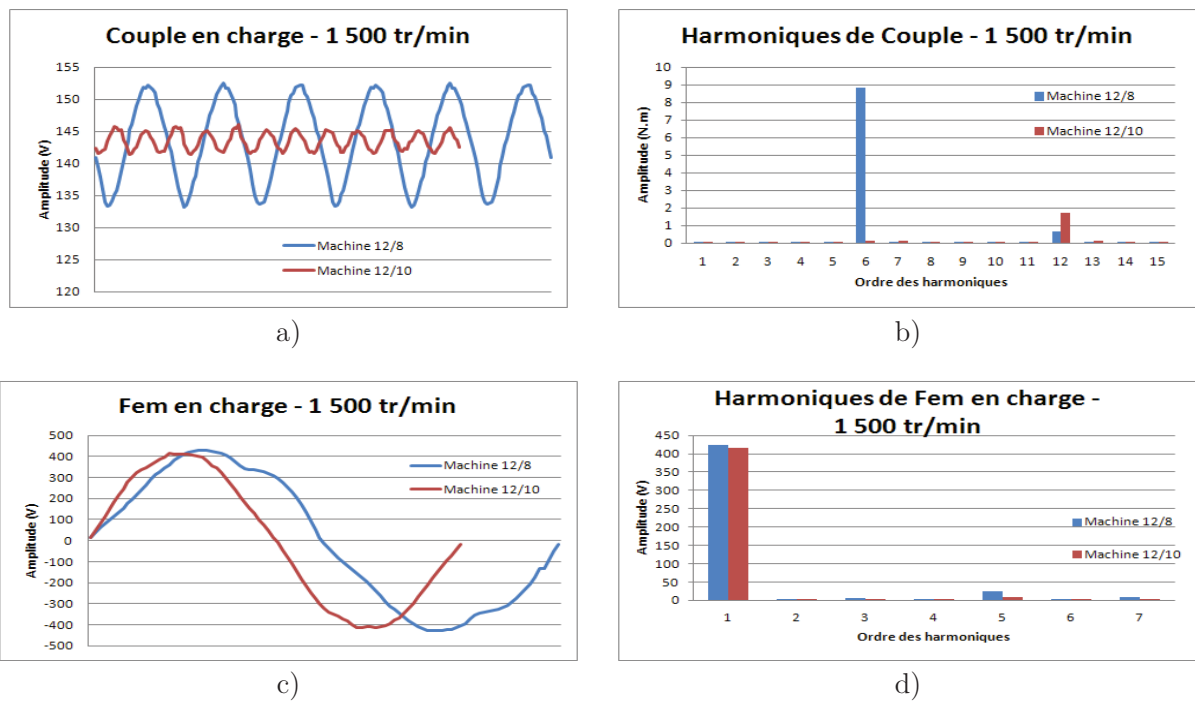 Couple en charge - 1 500 tr/min
Amplitude (V)
155
150
145
140
135
130
125
120
Machine 12/8
Machine 12/10
a)
Harmoniques de Couple - 1 500 tr/min
Amplitude (N.m)
10
9
8
7
6
5
4
3
2
1
0
Machine 12/8
Machine 12/10
1 2 3 4 5 6 7 8 9 10 11 12 13 14 15
Ordre des harmoniques
b)
Fem en charge - 1 500 tr/min
Amplitude (V)
500
400
300
200
100
0
-100
-200
-300
-400
-500
Machine 12/8
Machine 12/10
c)
Harmoniques de Fem en charge -
1 500 tr/min
Amplitude (V)
450
400
350
300
250
200
150
100
50
0
Machine 12/8
Machine 12/10
1 2 3 4 5 6 7
Ordre des harmoniques
d)